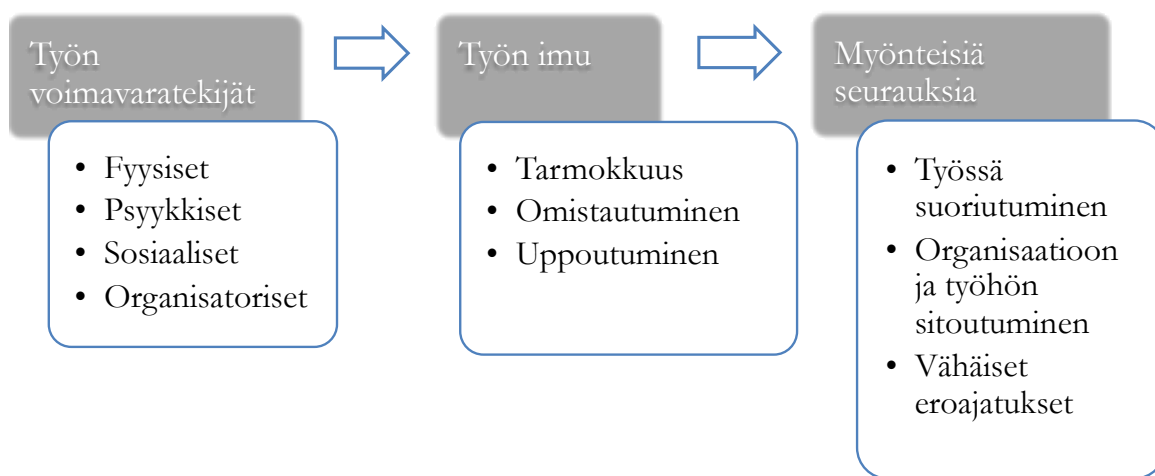 Työn
voimavaratekijät
• Fyysiset
• Psyykkiset
• Sosiaaliset
• Organisatoriset
Työn imu
• Tarmokkuus
• Omistautuminen
• Uppoutuminen
Myönteisiä
seurauksia
• Työssä
suoriutuminen
• Organisaatioon
ja työhön
sitoutuminen
• Vähäiset
eroajatukset